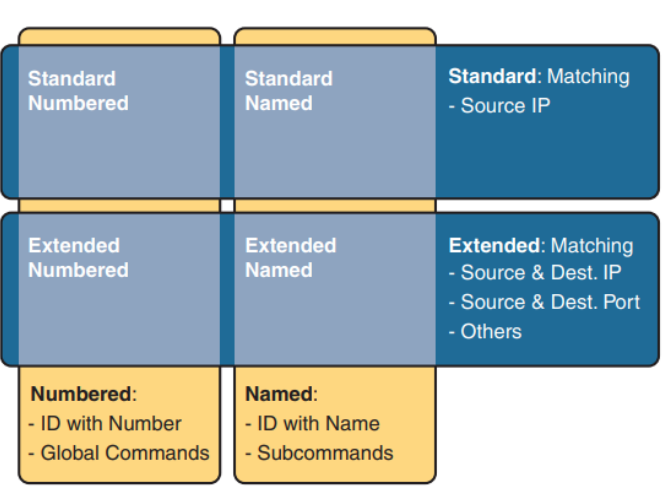 Standard
Numbered
Standard
Named
Standard: Matching
- Source IP
Extended
Numbered
Extended
Named
Extended: Matching
- Source & Dest. IP
- Source & Dest. Port
- Others
Numbered:
- ID with Number
- Global Commands
Named:
- ID with Name
- Subcommands